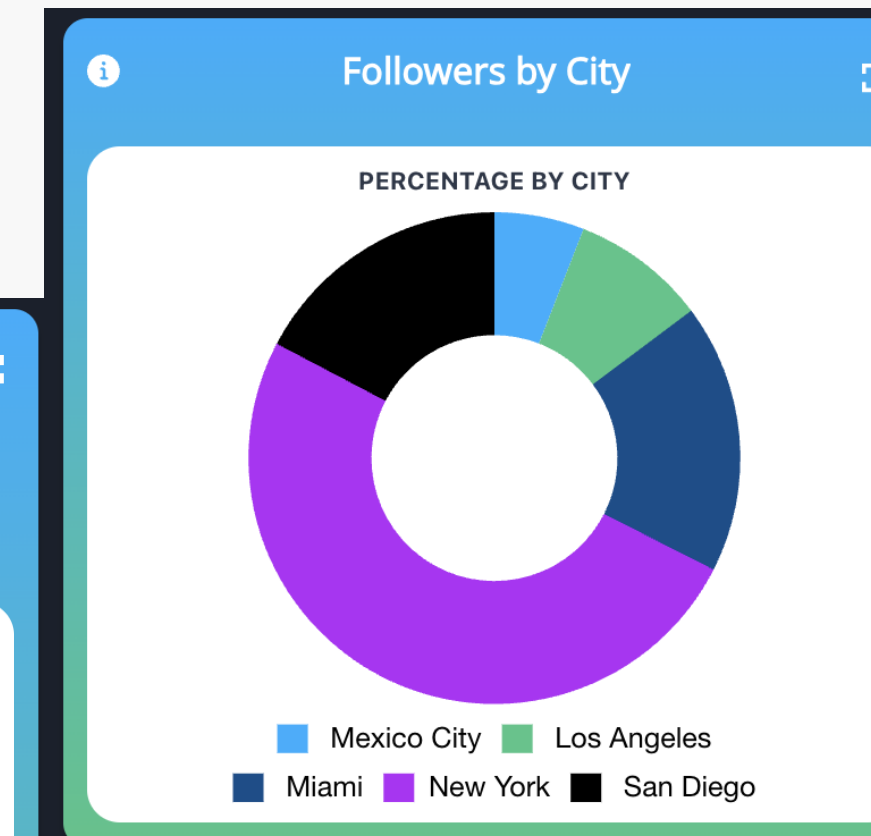 Followers by City
PERCENTAGE BY CITY
Mexico City Los Angeles
Miami New York San Diego